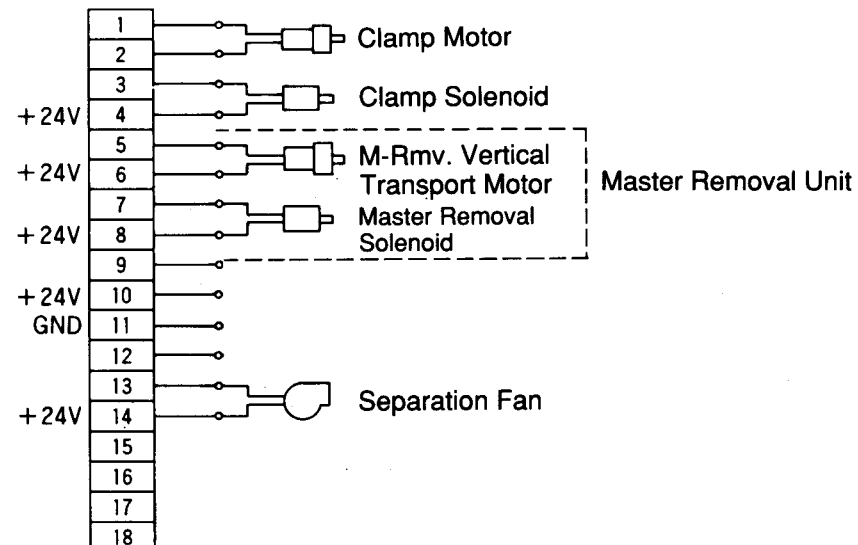 1
2 Clamp Motor
3
+24V 4 Clamp Solenoid
5
+24V 6 M-Rmv. Vertical
Transport Motor
Master Removal Unit
7
+24V 8 Master Removal
Solenoid
9
+24V 10
GND 11
12
13
+24V 14 Separation Fan
15
16
17
18